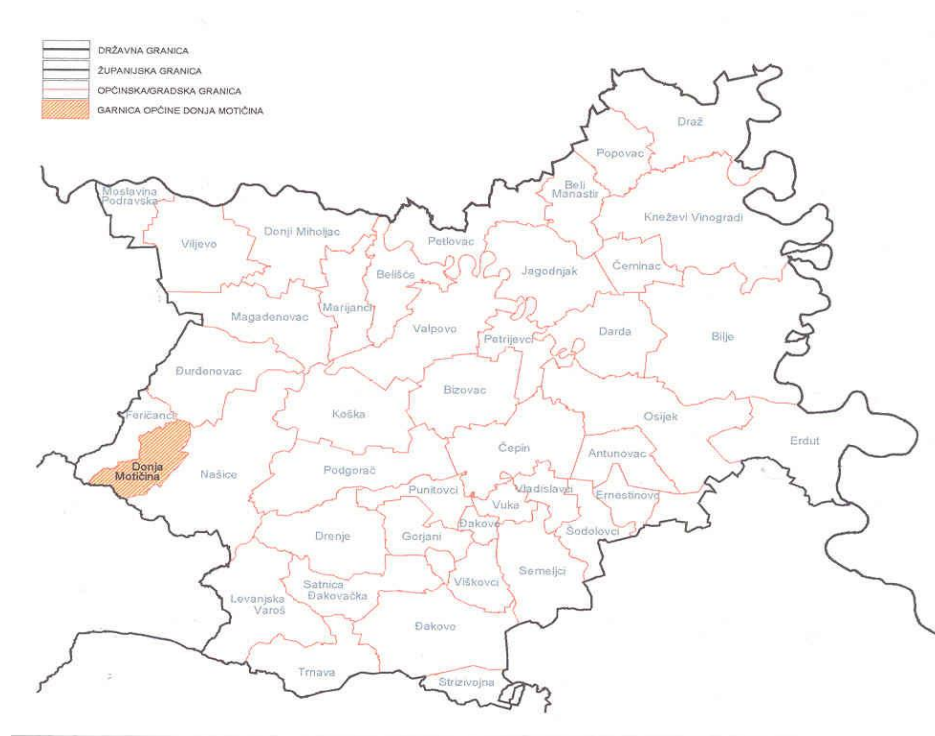 DRŽAVNA GRANICA
ŽUPANIJSKA GRANICA
OPĆINSKA/GRADSKA GRANICA
GARNICA OPĆINE DONJA MOTIČINA
Draž
Popovac
Moslavina
Podravska
Beli
Manastir
Kneževi Vinogradi
Viljevo
Donji Miholjac
Petlovac
Belišće
Jagodnjak
Čeminac
Magadenovac
Marijanci
Valpovo
Petrijevci
Darda
Bilje
Đurđenovac
Bizovac
Feričanci
Koška
Osijek
Erdut
Donja
Motičina
Našice
Podgorač
Čepin
Antunovac
Punitovci
Vladislavci
Ernestinovo
Vuka
Đakovo
Drenje
Gorjani
Šodolovci
Semeljci
Viškovci
Satnica
Đakovačka
Levanjska
Varoš
Đakovo
Trnava
Strizivojna